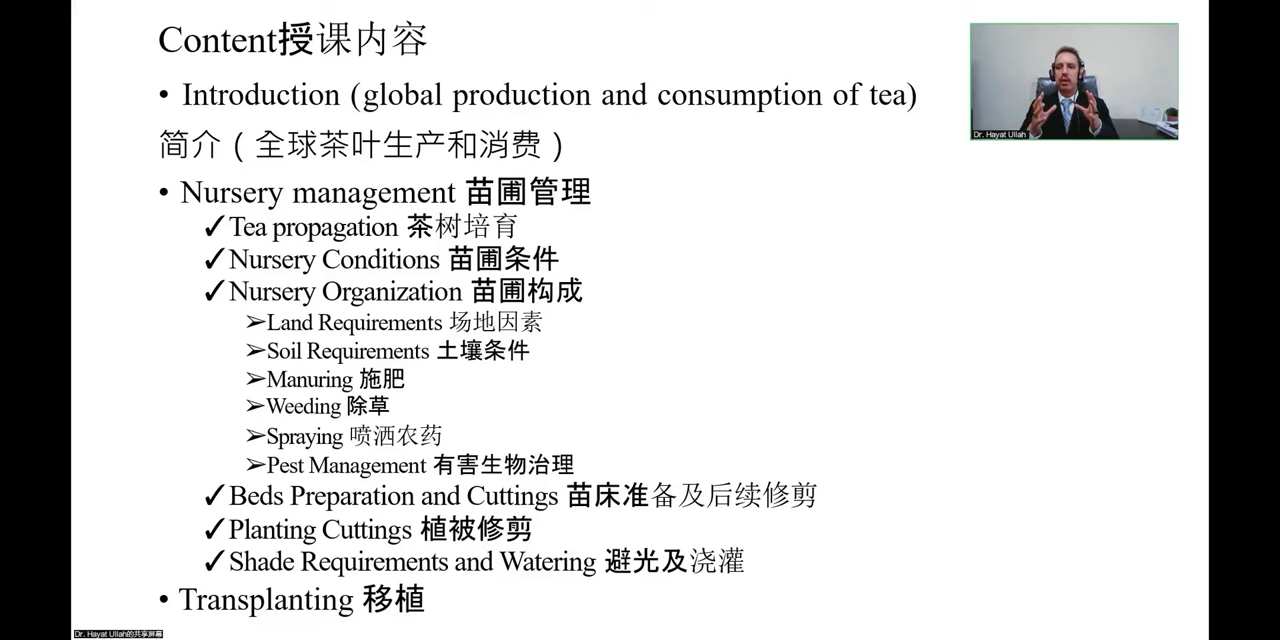 Content授课内容
• Introduction (global production and consumption of tea)
简介（全球茶叶生产和消费）
• Nursery management 苗圃管理
✓Tea propagation 茶树培育
✓Nursery Conditions 苗圃条件
✓Nursery Organization 苗圃构成
➢Land Requirements 场地因素
➢Soil Requirements 土壤条件
➢Manuring 施肥
➢Weeding 除草
➢Spraying 喷洒农药
➢Pest Management 有害生物治理
✓Beds Preparation and Cuttings 苗床准备及后续修剪
✓Planting Cuttings 植被修剪
✓Shade Requirements and Watering 避光及浇灌
• Transplanting 移植
Dr. Hayat Ullah
Dr. Hayat Ullah的共享屏幕